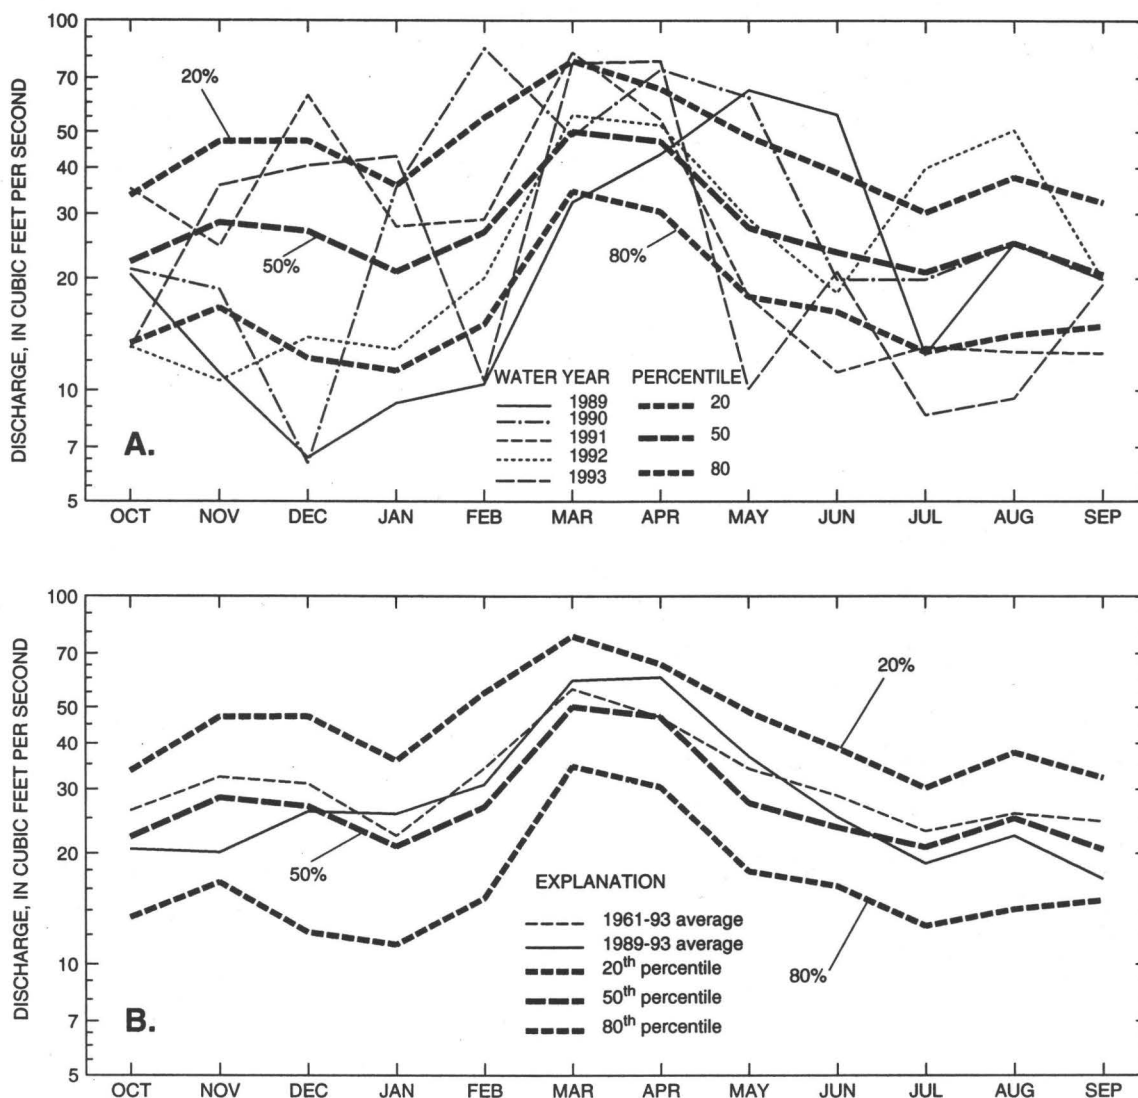 DISCHARGE, IN CUBIC FEET PER SECOND
100
70
50
40
30
20
10
7
5
20%
50%
80%
A.
WATER YEAR
1989
1990
1991
1992
1993
PERCENTILE
20
50
80
OCT NOV DEC JAN FEB MAR APR MAY JUN JUL AUG SEP
DISCHARGE, IN CUBIC FEET PER SECOND
100
70
50
40
30
20
10
7
5
20%
50%
80%
B.
EXPLANATION
1961-93 average
1989-93 average
20th percentile
50th percentile
80th percentile
OCT NOV DEC JAN FEB MAR APR MAY JUN JUL AUG SEP